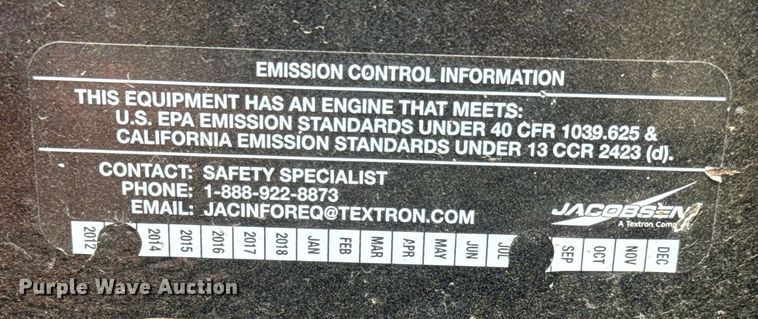 EMISSION CONTROL INFORMATION
THIS EQUIPMENT HAS AN ENGINE THAT MEETS:
U.S. EPA EMISSION STANDARDS UNDER 40 CFR 1039.625 &
CALIFORNIA EMISSION STANDARDS UNDER 13 CCR 2423 (d).
CONTACT: SAFETY SPECIALIST
PHONE: 1-888-922-8873
EMAIL: JACINFOREQ@TEXTRON.COM
JACOBSEN
A Textron
2012 2014 2015 2016 2017 2018 JAN FEB MAR APR MAY JUN JUL SEP OCT NOV DEC
Purple Wave Auction